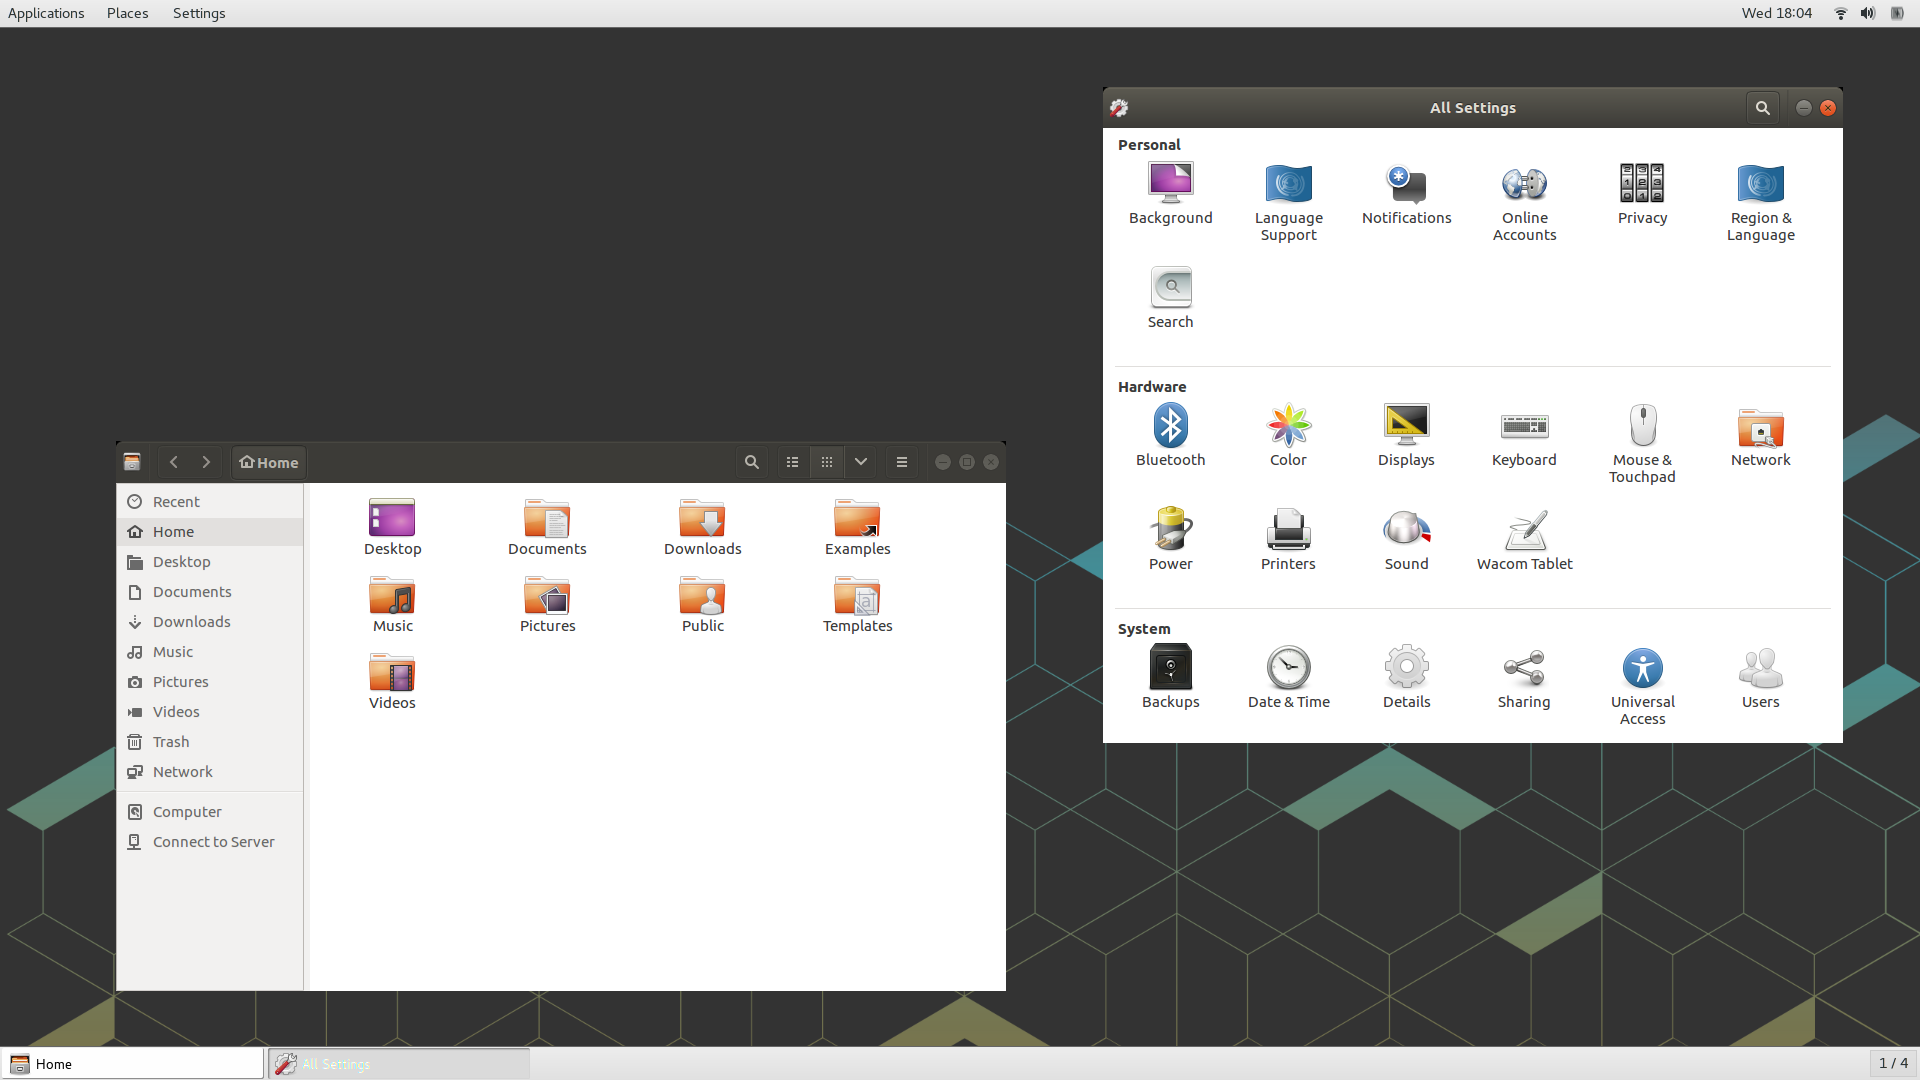 Applications Places Settings
Wed 18:04
All Settings
Personal
Background
Language
Support
Notifications
Online
Accounts
Privacy
Region &
Language
Search
Hardware
Bluetooth
Color
Displays
Keyboard
Mouse &
Touchpad
Network
Power
Printers
Sound
Wacom Tablet
System
Backups
Date & Time
Details
Sharing
Universal
Access
Users
Home
Recent
Home
Desktop
Documents
Downloads
Music
Pictures
Videos
Trash
Network
Computer
Connect to Server
Desktop
Documents
Downloads
Examples
Music
Pictures
Public
Templates
Videos
Home
All Settings
1 / 4